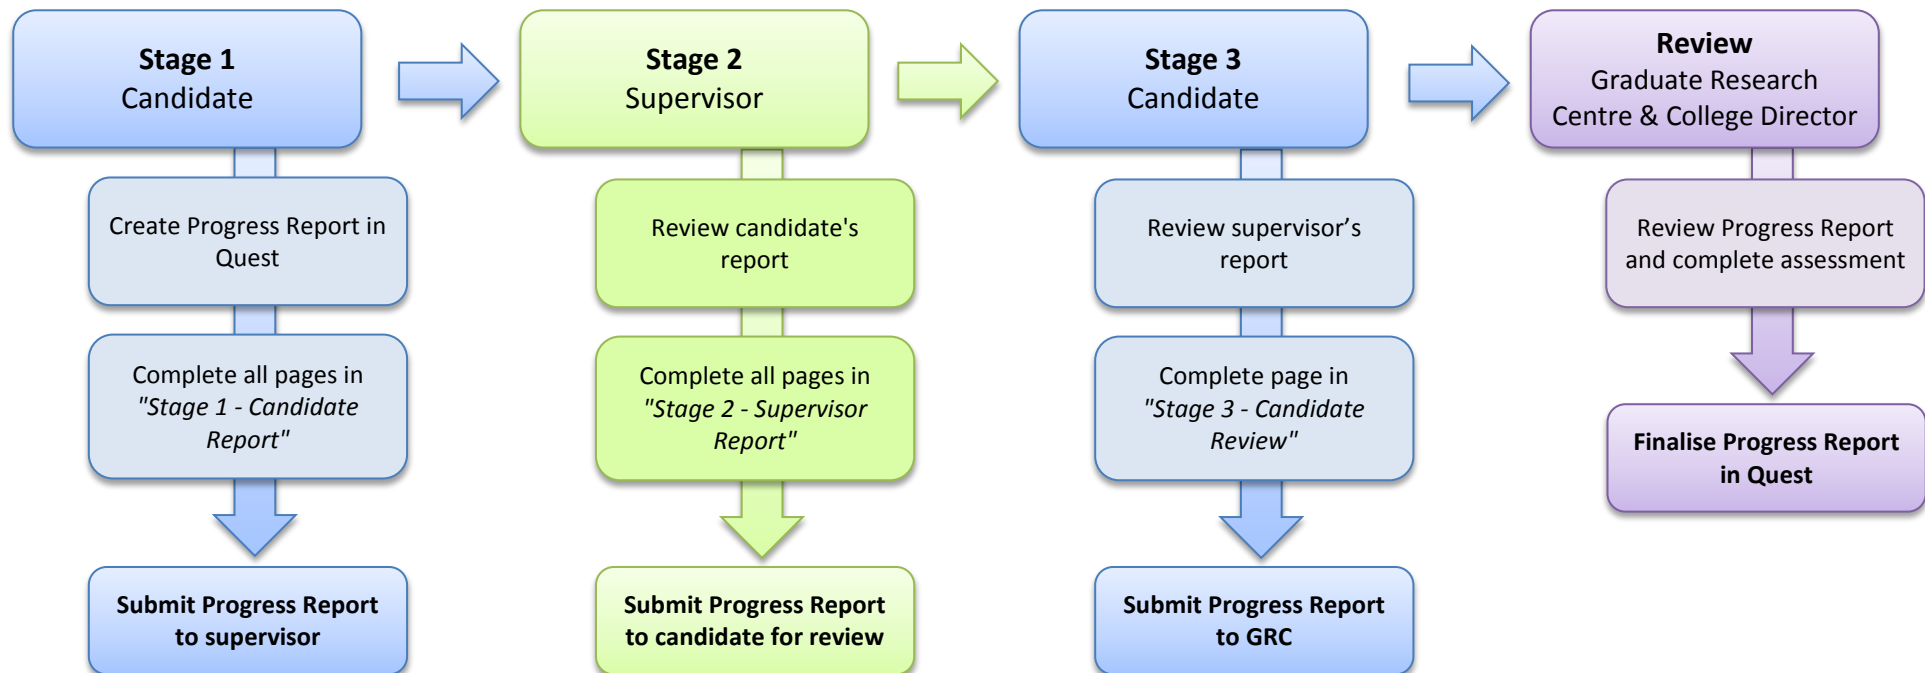 Stage 1
Candidate
Create Progress Report in
Quest
Complete all pages in
"Stage 1 - Candidate
Report"
Submit Progress Report
to supervisor
Stage 2
Supervisor
Review candidate's
report
Complete all pages in
"Stage 2 - Supervisor
Report"
Submit Progress Report
to candidate for review
Stage 3
Candidate
Review supervisor’s
report
Complete page in
"Stage 3 - Candidate
Review"
Submit Progress Report
to GRC
Review
Graduate Research
Centre & College Director
Review Progress Report
and complete assessment
Finalise Progress Report
in Quest